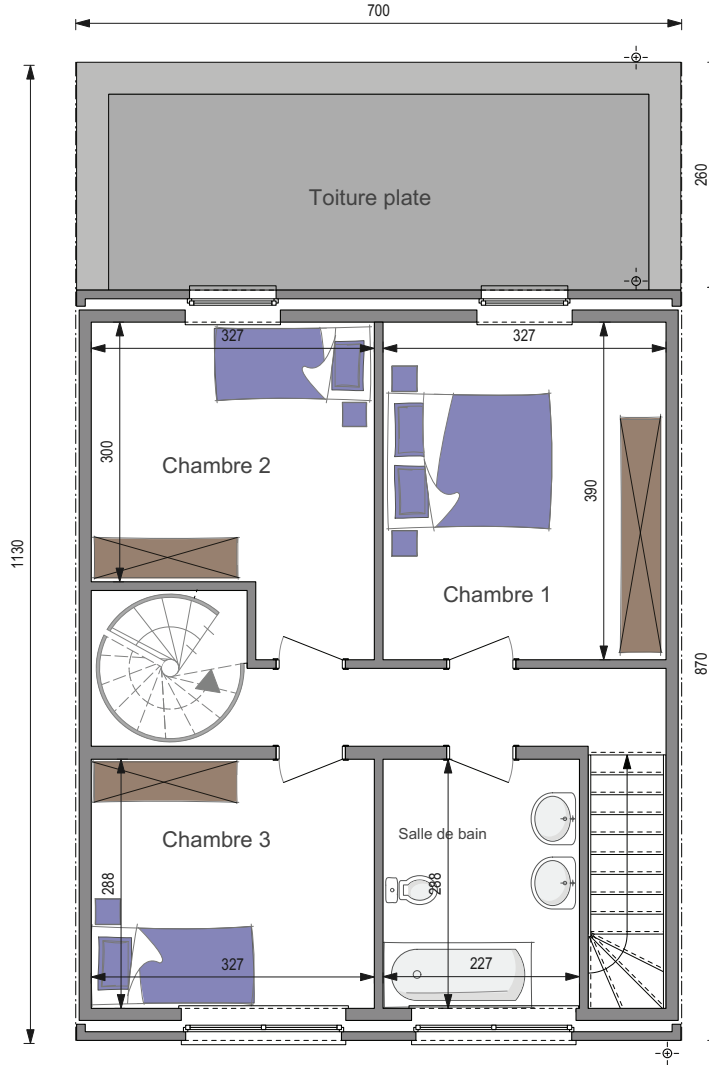 700
260
Toiture plate
327
327
300
Chambre 2
390
1130
Chambre 1
870
Chambre 3
Salle de bain
288
288
327
227